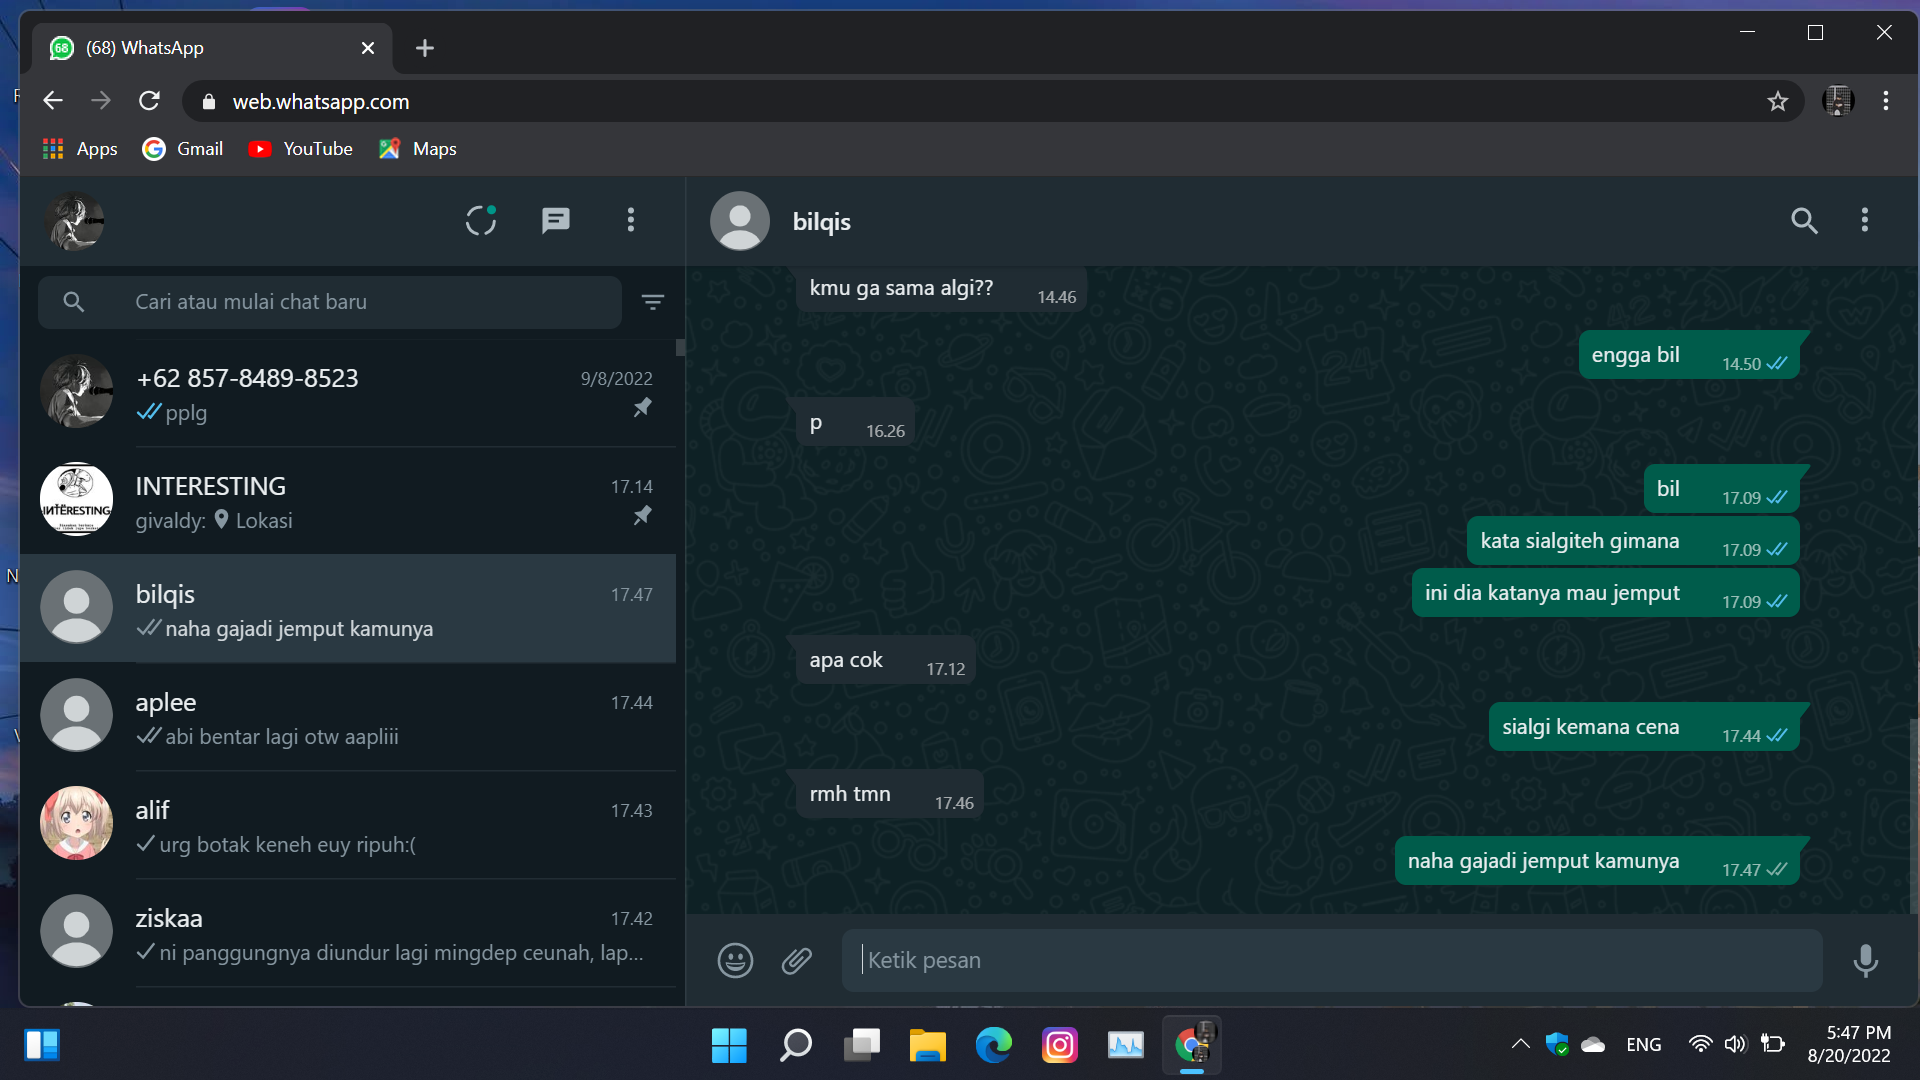 (68) WhatsApp
web.whatsapp.com
Apps Gmail YouTube Maps
Cari atau mulai chat baru
+62 857-8489-8523 9/8/2022
pplg
INTERESTING 17.14
givaldy: Lokasi
bilqis 17.47
naha gajadi jemput kamunya
aplee 17.44
abi bentar lagi otw aapliii
alif 17.43
urg botak keneh euy ripuh:(
ziskaa 17.42
ni panggungnya diundur lagi mingdep ceunah, lap...
bilqis
kmu ga sama algi?? 14.46
engga bil 14.50
p 16.26
bil 17.09
kata sialgiteh gimana 17.09
ini dia katanya mau jemput 17.09
apa cok 17.12
sialgi kemana cena 17.44
rmh tmn 17.46
naha gajadi jemput kamunya 17.47
Ketik pesan
ENG
5:47 PM
8/20/2022